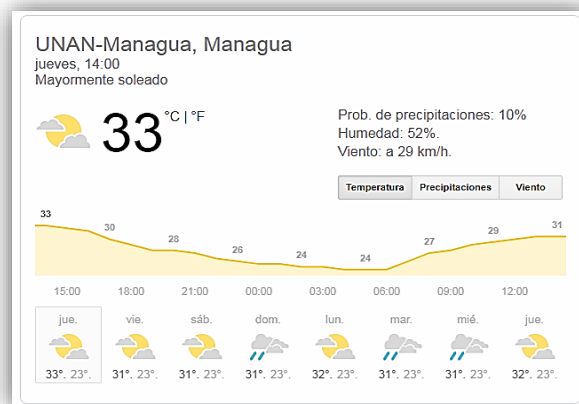 UNAN-Managua, Managua
jueves, 14:00
Mayormente soleado
33 °C | °F
Prob. de precipitaciones: 10%
Humedad: 52%.
Viento: a 29 km/h.
Temperatura Precipitaciones Viento
33 30 28 26 24 24 27 29 31
15:00 18:00 21:00 00:00 03:00 06:00 09:00 12:00
jue. vie. sáb. dom. lun. mar. mié. jue.
33°. 23°. 31°. 23°. 31°. 23°. 31°. 23°. 32°. 23°. 31°. 23°. 31°. 23°. 32°. 23°.